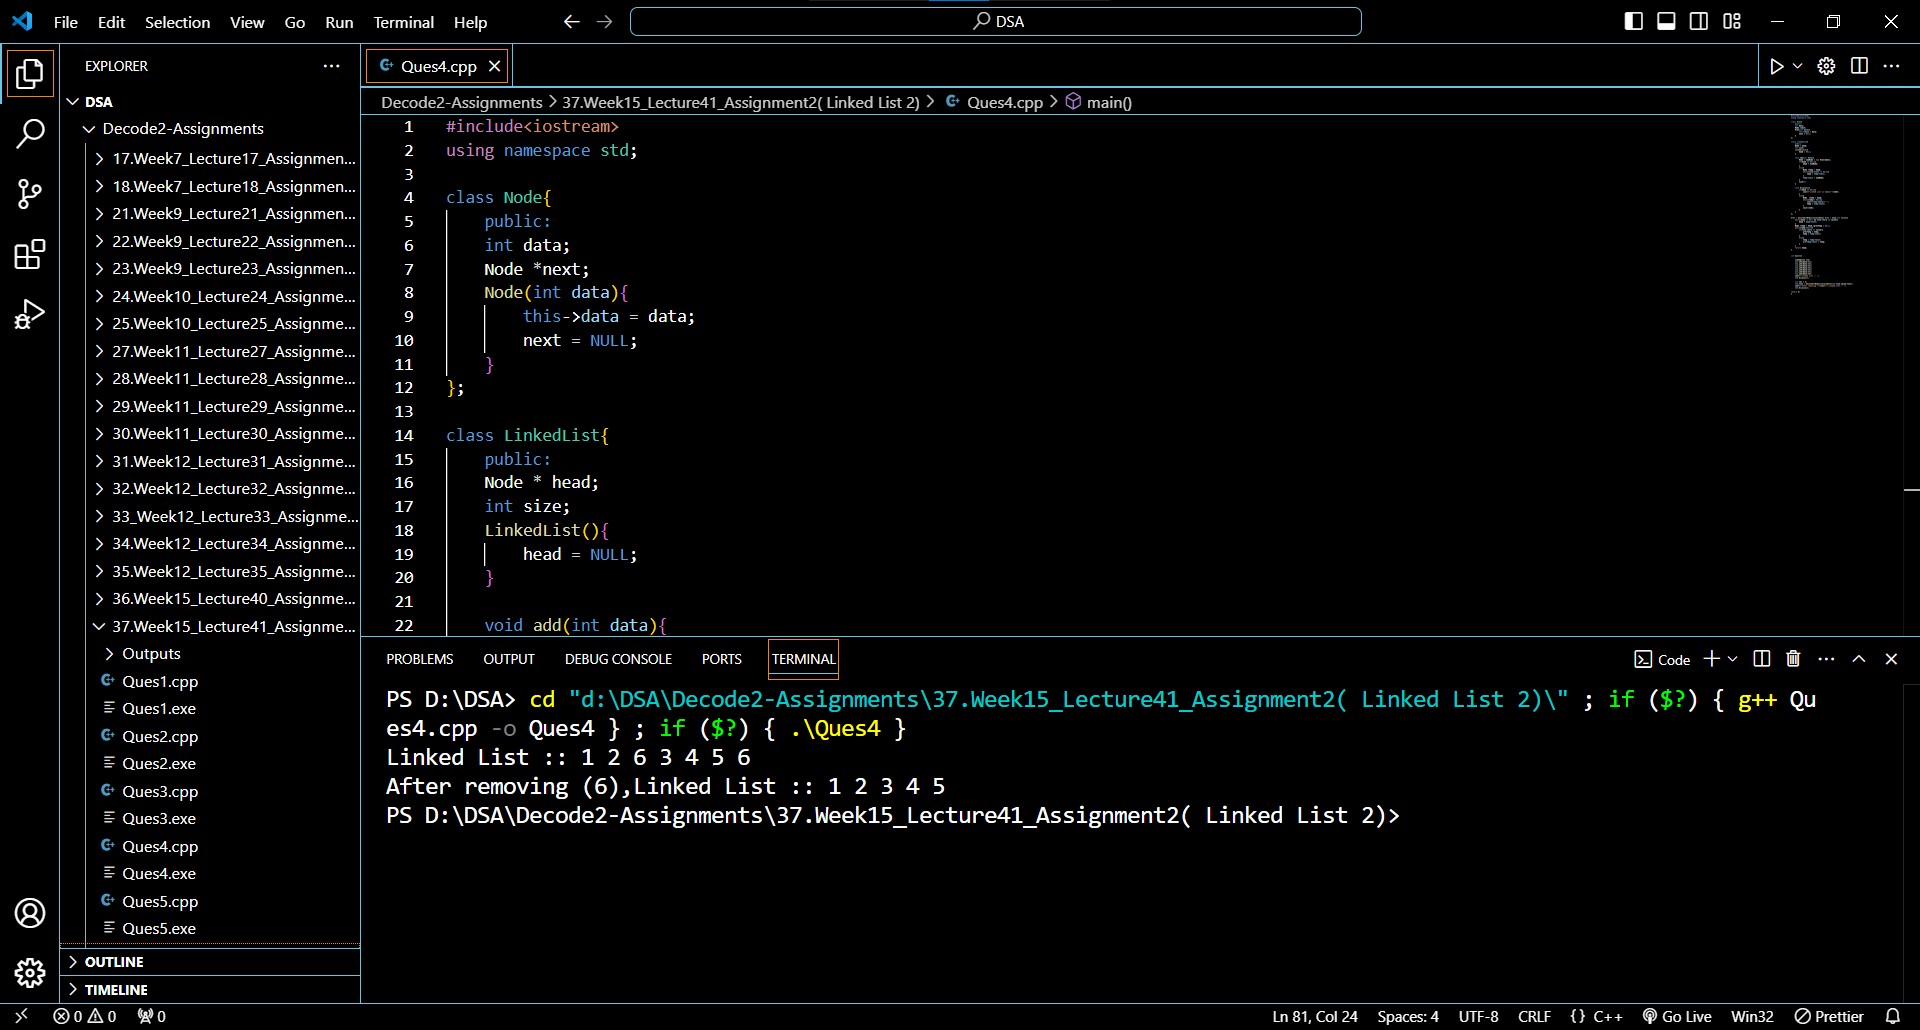 File Edit Selection View Go Run Terminal Help
DSA
EXPLORER
DSA
Decode2-Assignments
17.Week7_Lecture17_Assignmen...
18.Week7_Lecture18_Assignmen...
21.Week9_Lecture21_Assignmen...
22.Week9_Lecture22_Assignmen...
23.Week9_Lecture23_Assignmen...
24.Week10_Lecture24_Assignme...
25.Week10_Lecture25_Assignme...
27.Week11_Lecture27_Assignme...
28.Week11_Lecture28_Assignme...
29.Week11_Lecture29_Assignme...
30.Week11_Lecture30_Assignme...
31.Week12_Lecture31_Assignme...
32.Week12_Lecture32_Assignme...
33_Week12_Lecture33_Assignme...
34.Week12_Lecture34_Assignme...
35.Week12_Lecture35_Assignme...
36.Week15_Lecture40_Assignme...
37.Week15_Lecture41_Assignme...
Outputs
Ques1.cpp
Ques1.exe
Ques2.cpp
Ques2.exe
Ques3.cpp
Ques3.exe
Ques4.cpp
Ques4.exe
Ques5.cpp
Ques5.exe
OUTLINE
TIMELINE
Ques4.cpp
Decode2-Assignments > 37.Week15_Lecture41_Assignment2( Linked List 2) > Ques4.cpp > main()
1 #include<iostream>
2 using namespace std;
3
4 class Node{
5 public:
6 int data;
7 Node *next;
8 Node(int data){
9 this->data = data;
10 next = NULL;
11 }
12 };
13
14 class LinkedList{
15 public:
16 Node * head;
17 int size;
18 LinkedList(){
19 head = NULL;
20 }
21
22 void add(int data){
PROBLEMS OUTPUT DEBUG CONSOLE PORTS TERMINAL
Code
PS D:\DSA> cd "d:\DSA\Decode2-Assignments\37.Week15_Lecture41_Assignment2( Linked List 2)\" ; if ($?) { g++ Qu
es4.cpp -o Ques4 } ; if ($?) { .\Ques4 }
Linked List :: 1 2 6 3 4 5 6
After removing (6),Linked List :: 1 2 3 4 5
PS D:\DSA\Decode2-Assignments\37.Week15_Lecture41_Assignment2( Linked List 2)>
0 0 0
Ln 81, Col 24 Spaces: 4 UTF-8 CRLF {} C++ Go Live Win32 Prettier